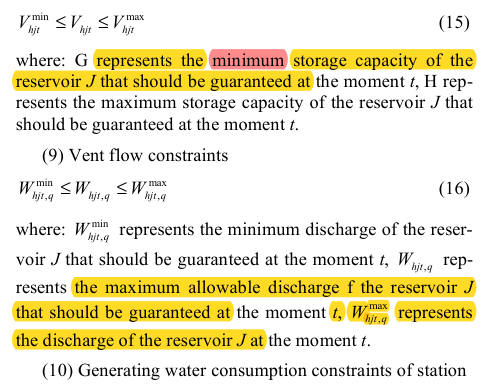 V_{hjt}^{min} ≤ V_{hjt} ≤ V_{hjt}^{max} (15)
where: G represents the minimum storage capacity of the
reservoir J that should be guaranteed at the moment t, H rep-
resents the maximum storage capacity of the reservoir J that
should be guaranteed at the moment t.
(9) Vent flow constraints
W_{hjt,q}^{min} ≤ W_{hjt,q} ≤ W_{hjt,q}^{max} (16)
where: W_{hjt,q}^{min} represents the minimum discharge of the reser-
voir J that should be guaranteed at the moment t, W_{hjt,q} rep-
resents the maximum allowable discharge f the reservoir J
that should be guaranteed at the moment t, W_{hjt,q}^{max} represents
the discharge of the reservoir J at the moment t.
(10) Generating water consumption constraints of station